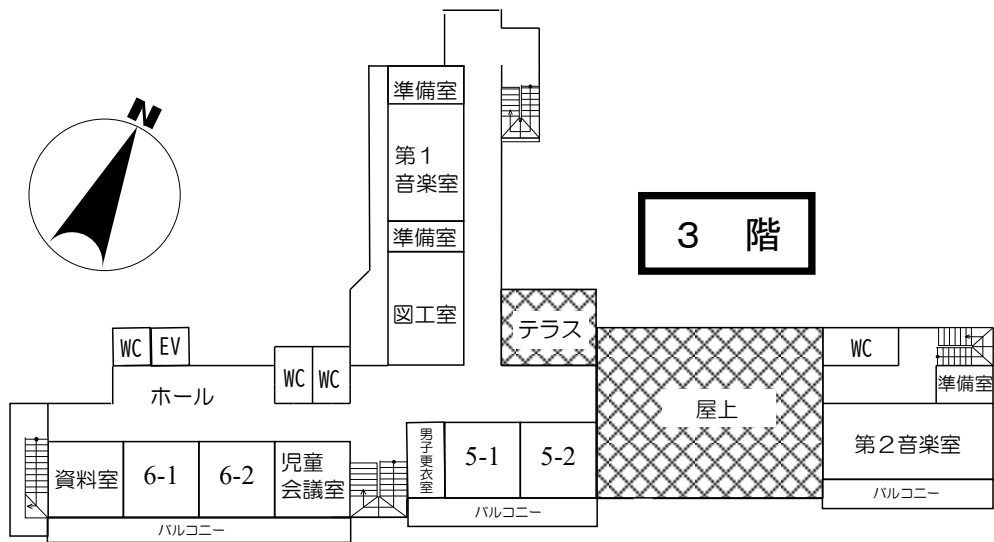 準備室
N
第１
音楽室
３　階
準備室
図工室
テラス
WC
EV
WC
WC
WC
準備室
ホール
屋上
男子更衣室
5-1
5-2
第２音楽室
資料室
6-1
6-2
児童
会議室
バルコニー
バルコニー
バルコニー